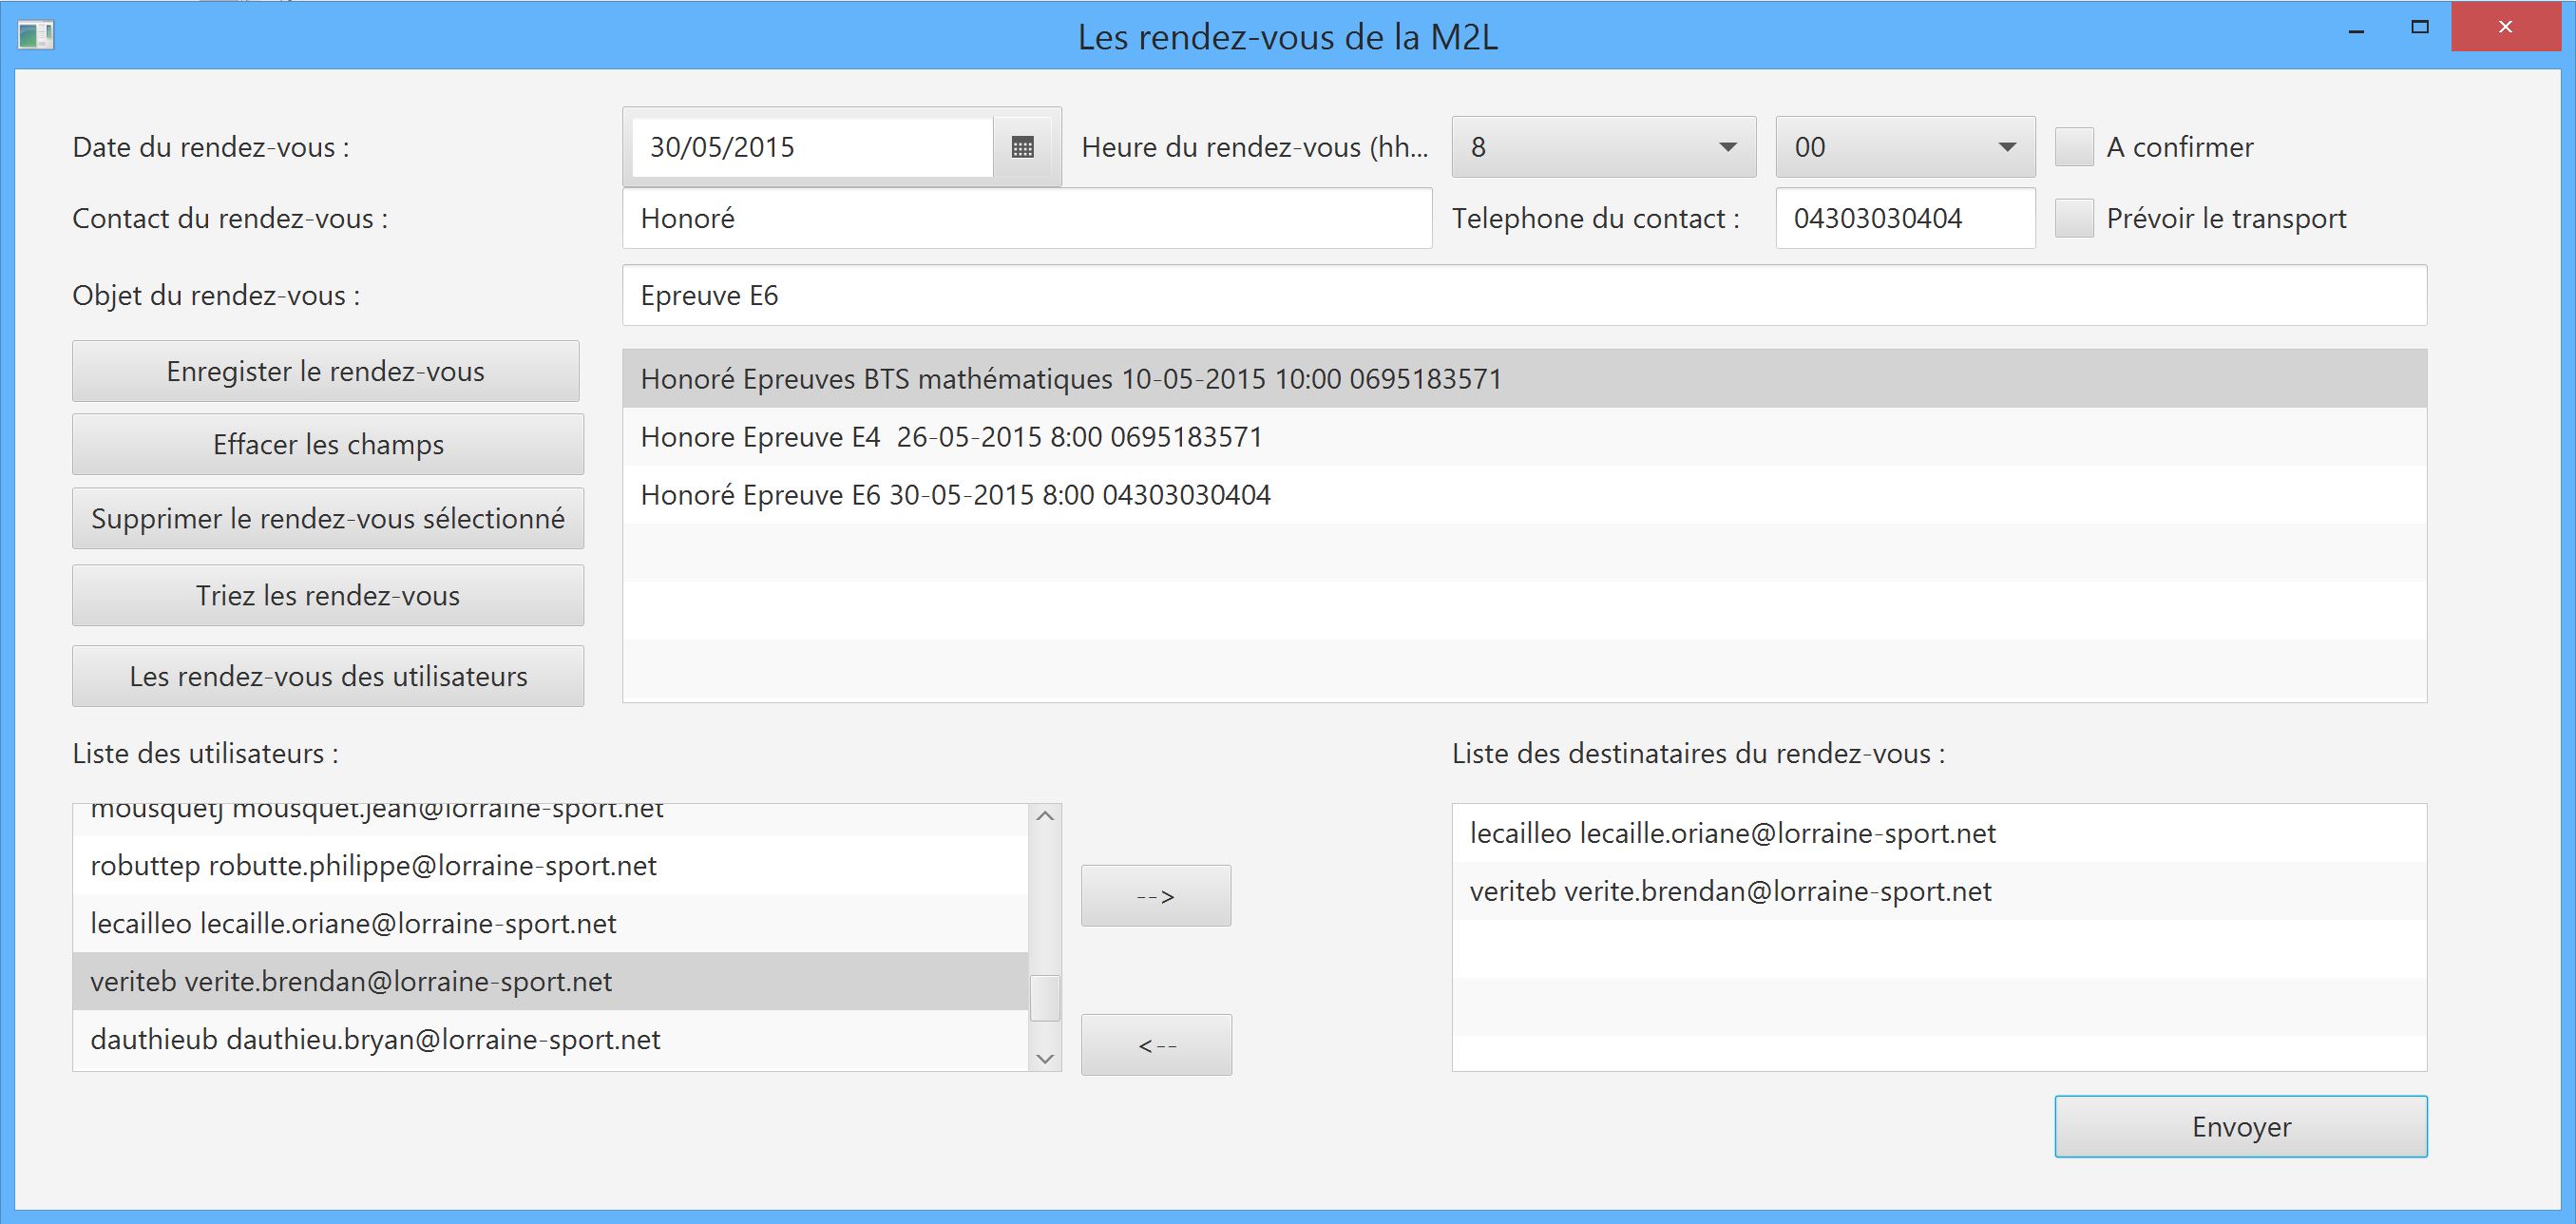 Les rendez-vous de la M2L
Date du rendez-vous : 30/05/2015 Heure du rendez-vous (hh... 8 00 A confirmer
Contact du rendez-vous : Honoré Telephone du contact : 04303030404 Prévoir le transport
Objet du rendez-vous : Epreuve E6
Enregister le rendez-vous
Effacer les champs
Supprimer le rendez-vous sélectionné
Triez les rendez-vous
Les rendez-vous des utilisateurs
Honoré Epreuves BTS mathématiques 10-05-2015 10:00 0695183571
Honore Epreuve E4  26-05-2015 8:00 0695183571
Honoré Epreuve E6 30-05-2015 8:00 04303030404
Liste des utilisateurs :
mousquetj mousquet.jean@lorraine-sport.net
robuttep robutte.philippe@lorraine-sport.net
lecailleo lecaille.oriane@lorraine-sport.net
veriteb verite.brendan@lorraine-sport.net
dauthieub dauthieu.bryan@lorraine-sport.net
-->
<--
Liste des destinataires du rendez-vous :
lecailleo lecaille.oriane@lorraine-sport.net
veriteb verite.brendan@lorraine-sport.net
Envoyer